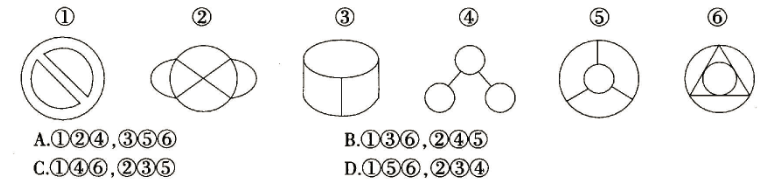 ① ② ③ ④ ⑤ ⑥
A.①②④,③⑤⑥ B.①③⑥,②④⑤
C.①④⑥,②③⑤ D.①⑤⑥,②③④